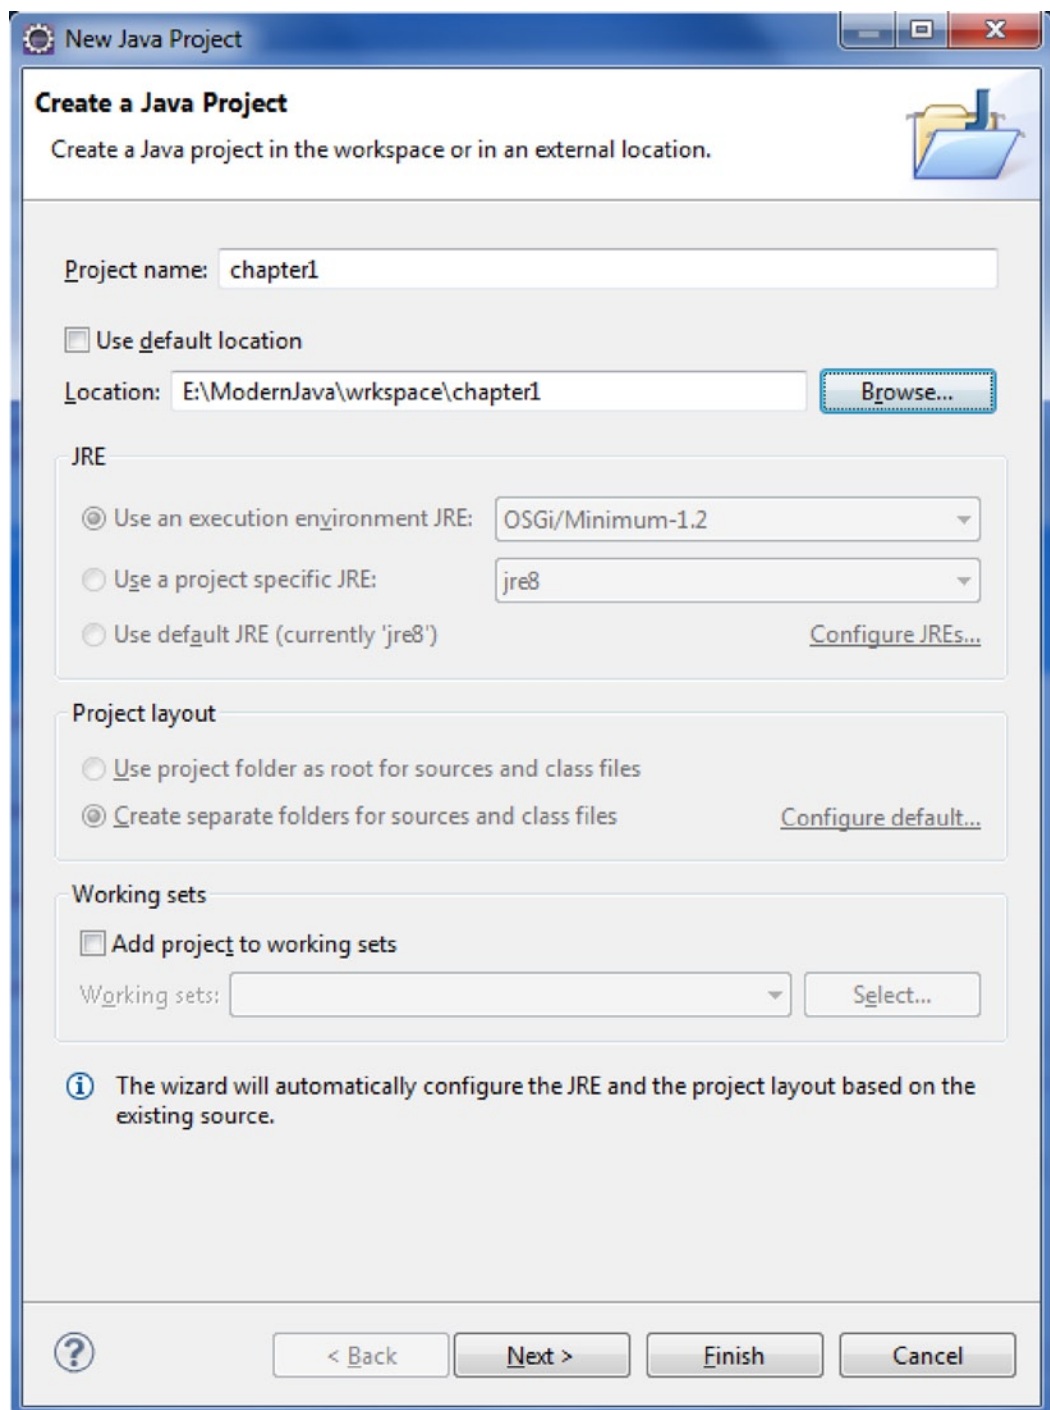 New Java Project
Create a Java Project
Create a Java project in the workspace or in an external location.
Project name: chapter1
Use default location
Location: E:\ModernJava\wrkspace\chapter1 Browse...
JRE
Use an execution environment JRE: OSGi/Minimum-1.2
Use a project specific JRE: jre8
Use default JRE (currently 'jre8') Configure JREs...
Project layout
Use project folder as root for sources and class files
Create separate folders for sources and class files Configure default...
Working sets
Add project to working sets
Working sets: Select...
The wizard will automatically configure the JRE and the project layout based on the
existing source.
? < Back Next > Finish Cancel